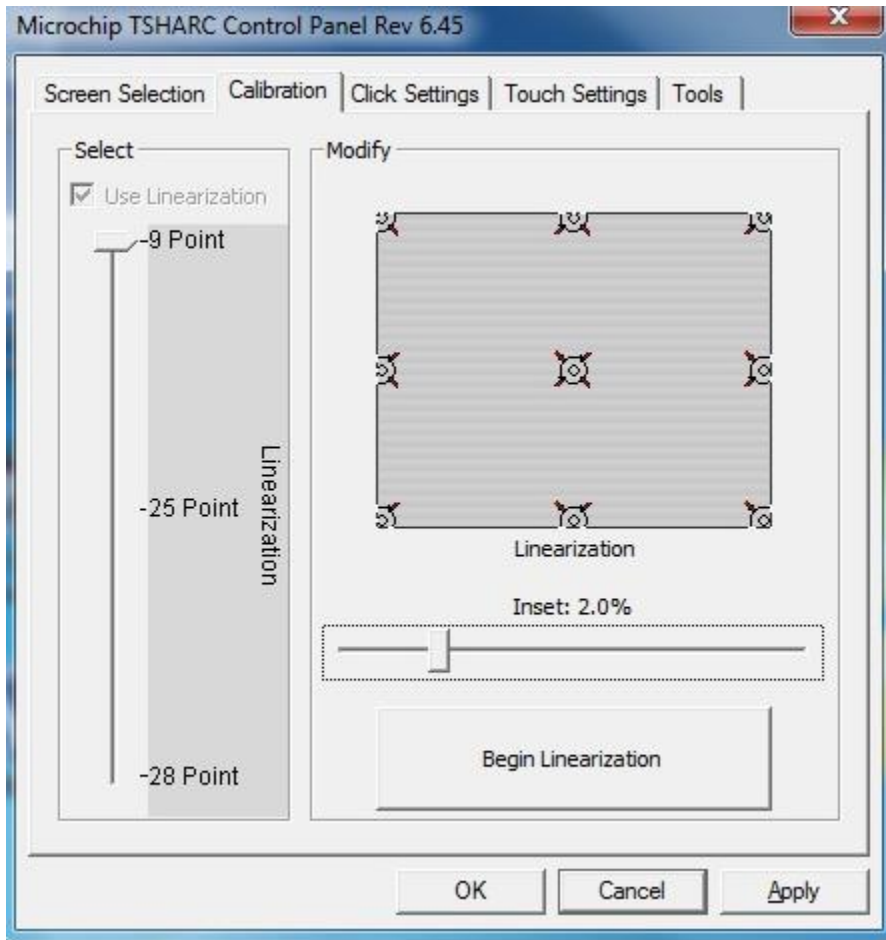 Microchip TSHARC Control Panel Rev 6.45
Screen Selection Calibration Click Settings Touch Settings Tools
Select
Use Linearization
-9 Point
-25 Point
-28 Point
Linearization
Modify
Linearization
Inset: 2.0%
Begin Linearization
OK Cancel Apply